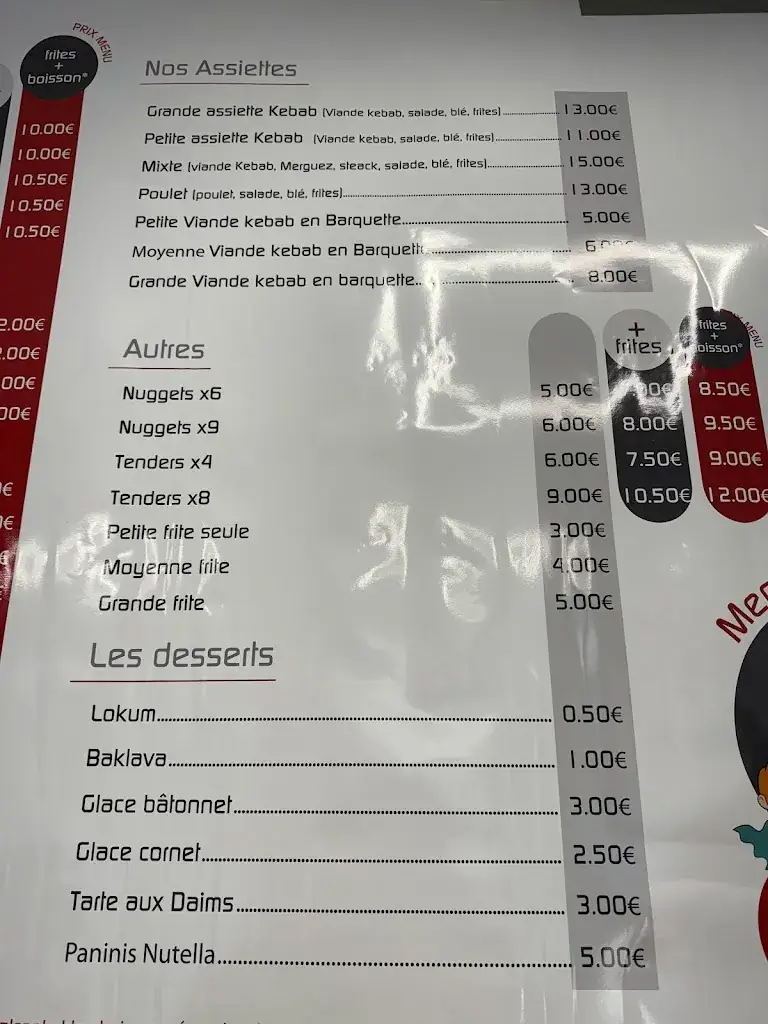 PRIX MENU
frites
+
boisson*
10.00€
10.00€
10.50€
10.50€
10.50€
2.00€
.00€
00€
00€
€
€
€
Nos Assiettes
Grande assiette Kebab (Viande kebab, salade, blé, frites) 13.00€
Petite assiette Kebab (Viande kebab, salade, blé, frites) 11.00€
Mixte (viande Kebab, Merguez, steack, salade, blé, frites) 15.00€
Poulet (poulet, salade, blé, frites) 13.00€
Petite Viande kebab en Barquette 5.00€
Moyenne Viande kebab en Barquette
Grande Viande kebab en barquette 8.00€
Autres
+
frites
MENU
frites
+
boisson*
Nuggets x6 5.00€ 8.50€
Nuggets x9 6.00€ 8.00€ 9.50€
Tenders x4 6.00€ 7.50€ 9.00€
Tenders x8 9.00€ 10.50€ 12.00€
Petite frite seule 3.00€
Moyenne frite 4.00€
Grande frite 5.00€
Les desserts
Lokum 0.50€
Baklava 1.00€
Glace bâtonnet 3.00€
Glace cornet 2.50€
Tarte aux Daims 3.00€
Paninis Nutella 5.00€
Men